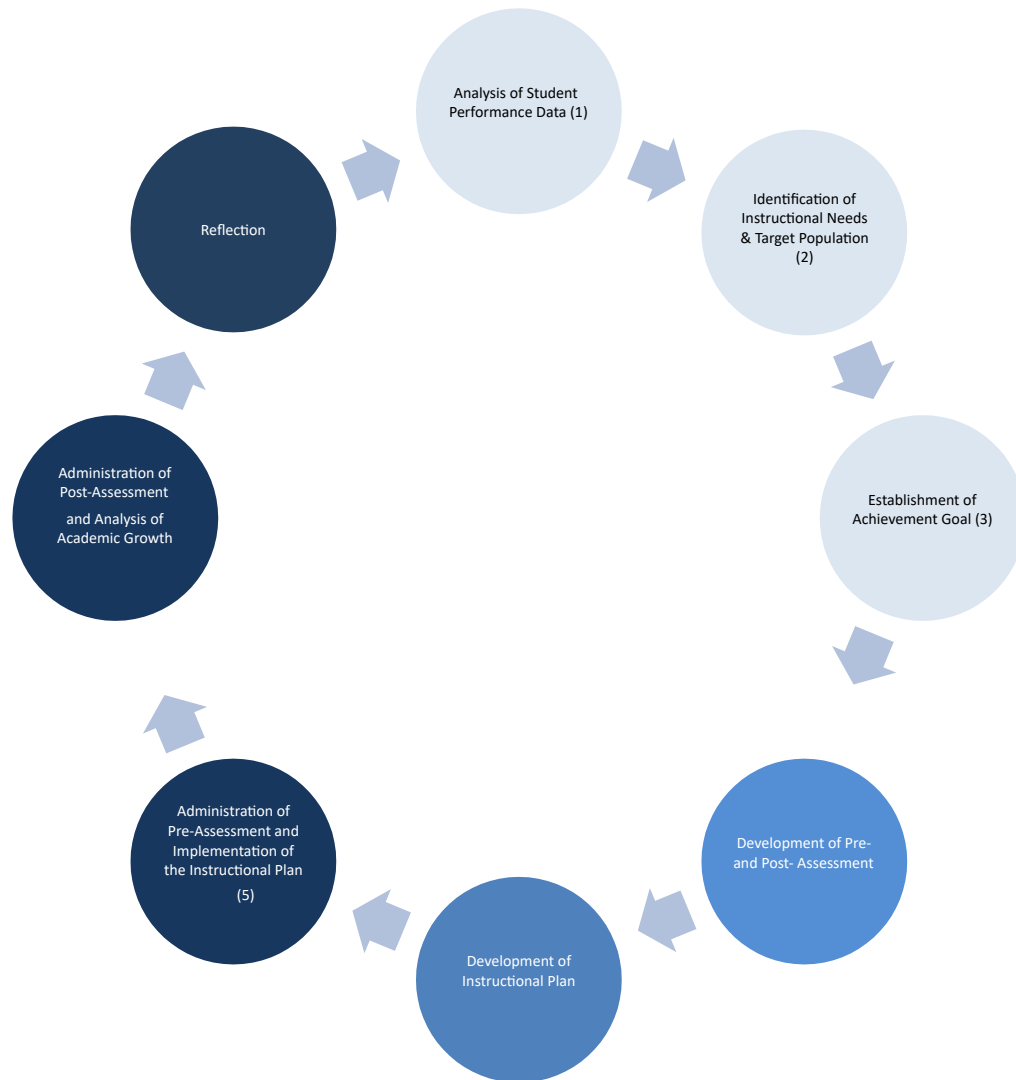 Analysis of Student
Performance Data (1)
Identification of
Instructional Needs
& Target Population
(2)
Establishment of
Achievement Goal (3)
Development of Pre-
and Post- Assessment
Development of
Instructional Plan
Administration of
Pre-Assessment and
Implementation of
the Instructional Plan
(5)
Administration of
Post-Assessment
and Analysis of
Academic Growth
Reflection